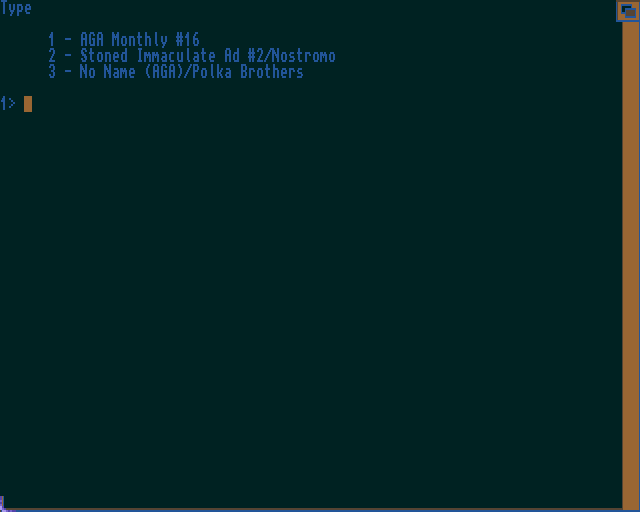 Type
1 - AGA Monthly #16
2 - Stoned Immaculate Ad #2/Nostromo
3 - No Name (AGA)/Polka Brothers
1>